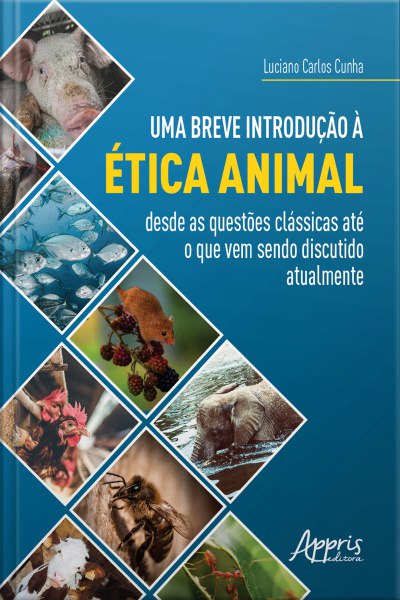 Luciano Carlos Cunha
UMA BREVE INTRODUÇÃO À
ÉTICA ANIMAL
desde as questões clássicas até
o que vem sendo discutido
atualmente
Appris
editora